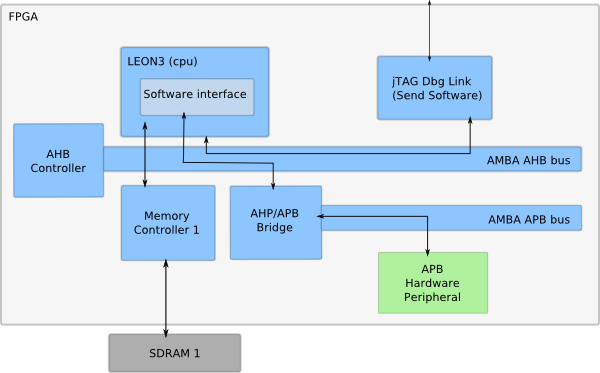 FPGA
LEON3 (cpu)
Software interface
jTAG Dbg Link
(Send Software)
AHB
Controller
AMBA AHB bus
Memory
Controller 1
AHP/APB
Bridge
AMBA APB bus
APB
Hardware
Peripheral
SDRAM 1